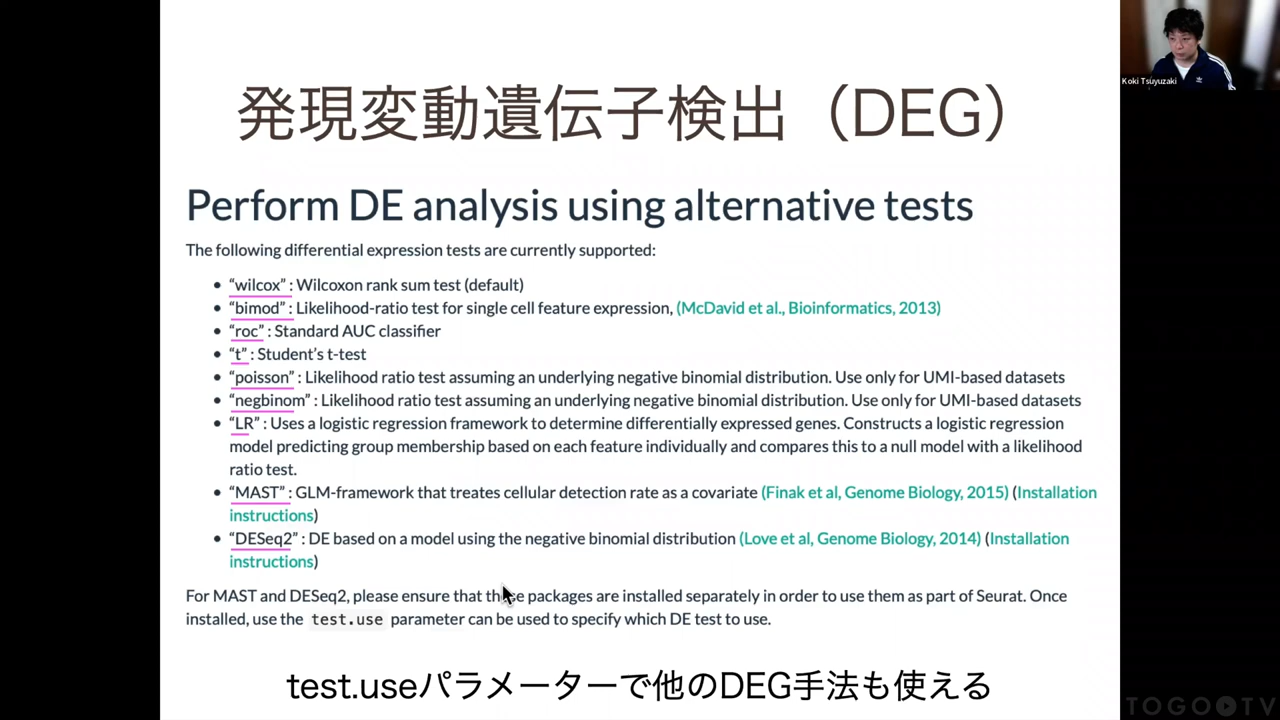 発現変動遺伝子検出（DEG）
Koki Tsuyuzaki
Perform DE analysis using alternative tests
The following differential expression tests are currently supported:
• “wilcox” : Wilcoxon rank sum test (default)
• “bimod” : Likelihood-ratio test for single cell feature expression, (McDavid et al., Bioinformatics, 2013)
• “roc” : Standard AUC classifier
• “t” : Student’s t-test
• “poisson” : Likelihood ratio test assuming an underlying negative binomial distribution. Use only for UMI-based datasets
• “negbinom” : Likelihood ratio test assuming an underlying negative binomial distribution. Use only for UMI-based datasets
• “LR” : Uses a logistic regression framework to determine differentially expressed genes. Constructs a logistic regression
model predicting group membership based on each feature individually and compares this to a null model with a likelihood
ratio test.
• “MAST” : GLM-framework that treates cellular detection rate as a covariate (Finak et al, Genome Biology, 2015) (Installation
instructions)
• “DESeq2” : DE based on a model using the negative binomial distribution (Love et al, Genome Biology, 2014) (Installation
instructions)
For MAST and DESeq2, please ensure that these packages are installed separately in order to use them as part of Seurat. Once
installed, use the test.use parameter can be used to specify which DE test to use.
test.useパラメーターで他のDEG手法も使える
TOGO TV